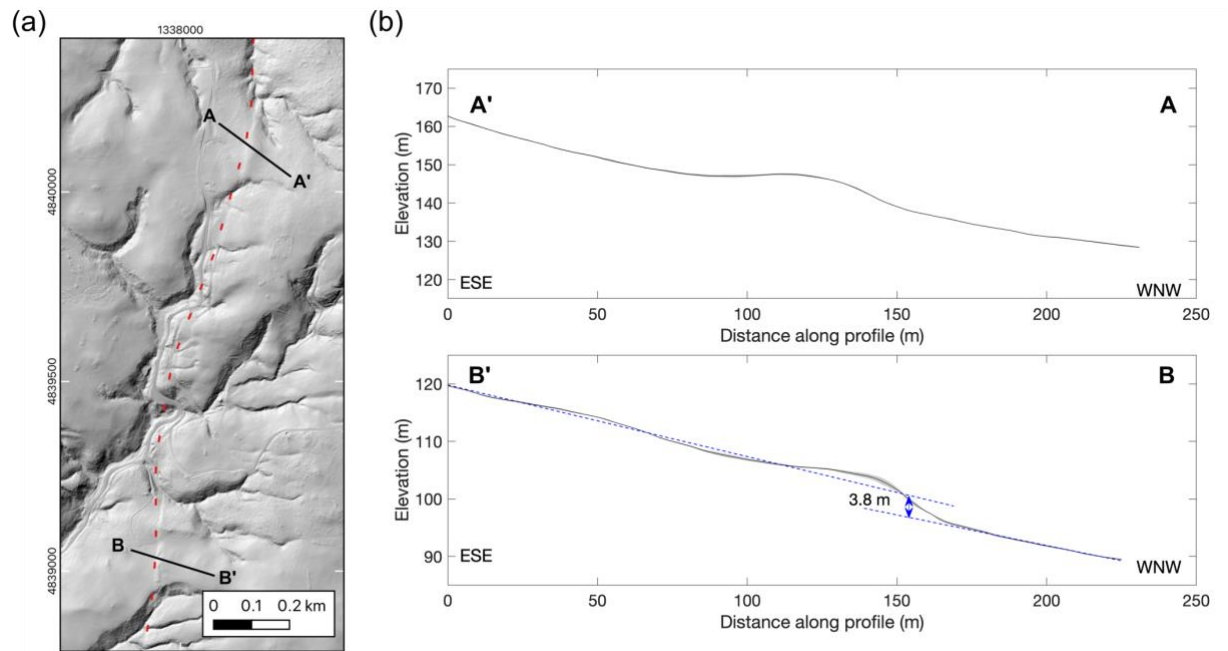 (a)
1338000
A
A'
4840000
4839500
4839000
B
B'
0 0.1 0.2 km
(b)
A' A
170
160
150
140
130
120
Elevation (m)
ESE WNW
0 50 100 150 200 250
Distance along profile (m)
B' B
120
110
100
90
Elevation (m)
3.8 m
ESE WNW
0 50 100 150 200 250
Distance along profile (m)